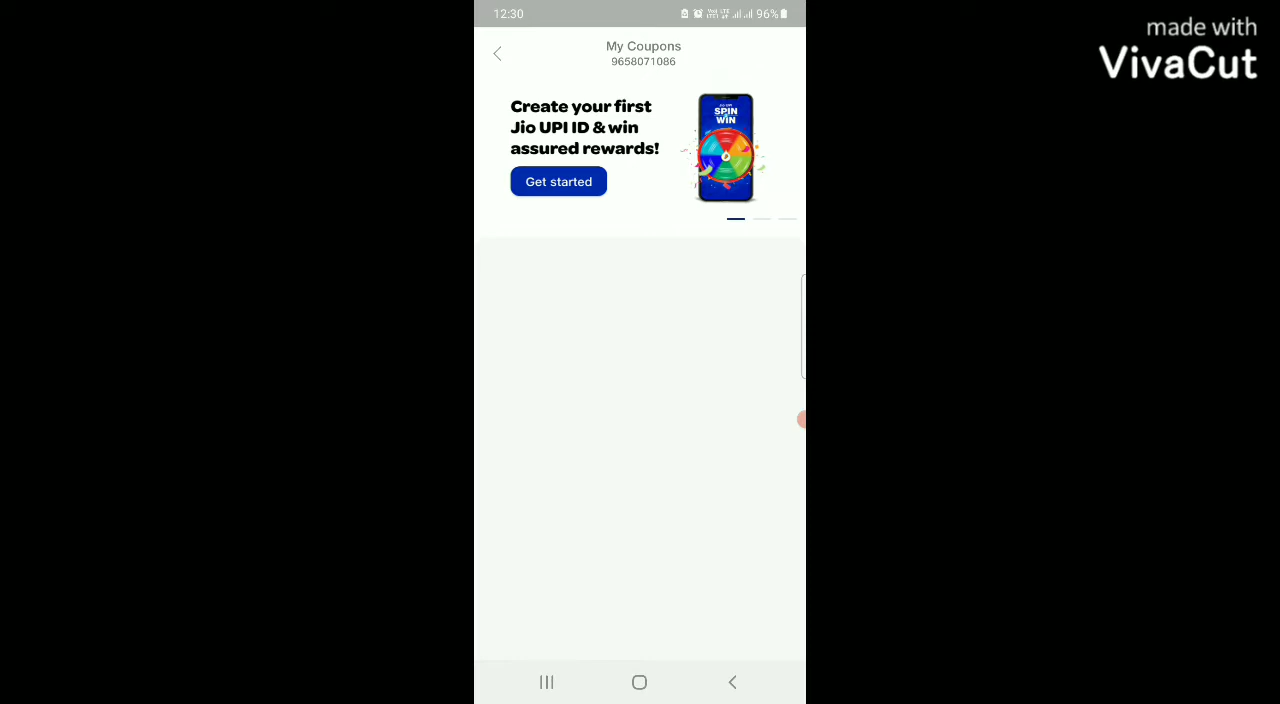 12:30
96%
made with
VivaCut
My Coupons
9658071086
Create your first
Jio UPI ID & win
assured rewards!
Get started
SPIN
WIN